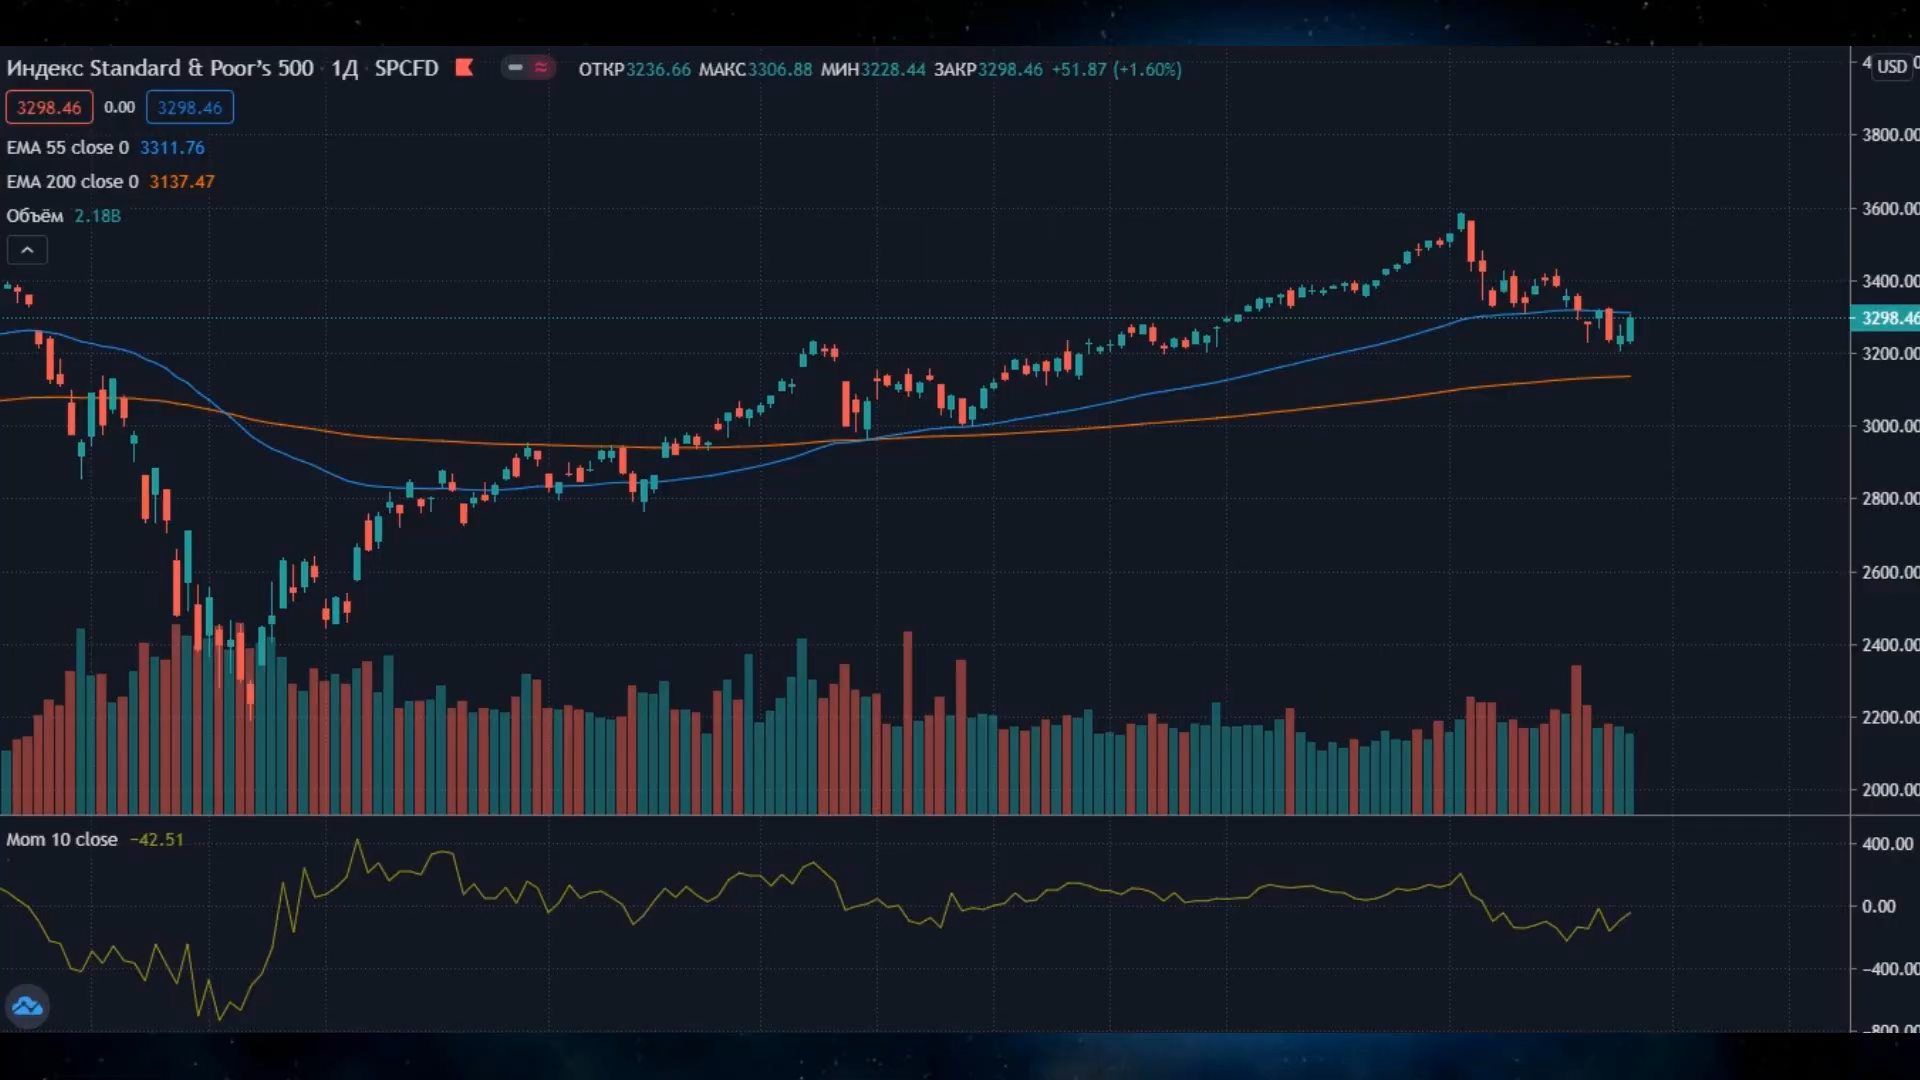 Индекс Standard & Poor's 500 · 1Д · SPCFD ОТКР3236.66 МАКС3306.88 МИН3228.44 ЗАКР3298.46 +51.87 (+1.60%)
USD
3298.46 0.00 3298.46
EMA 55 close 0 3311.76
EMA 200 close 0 3137.47
Объём 2.18B
3800.00
3600.00
3400.00
3298.46
3200.00
3000.00
2800.00
2600.00
2400.00
2200.00
2000.00
Mom 10 close −42.51
400.00
0.00
−400.00
−800.00